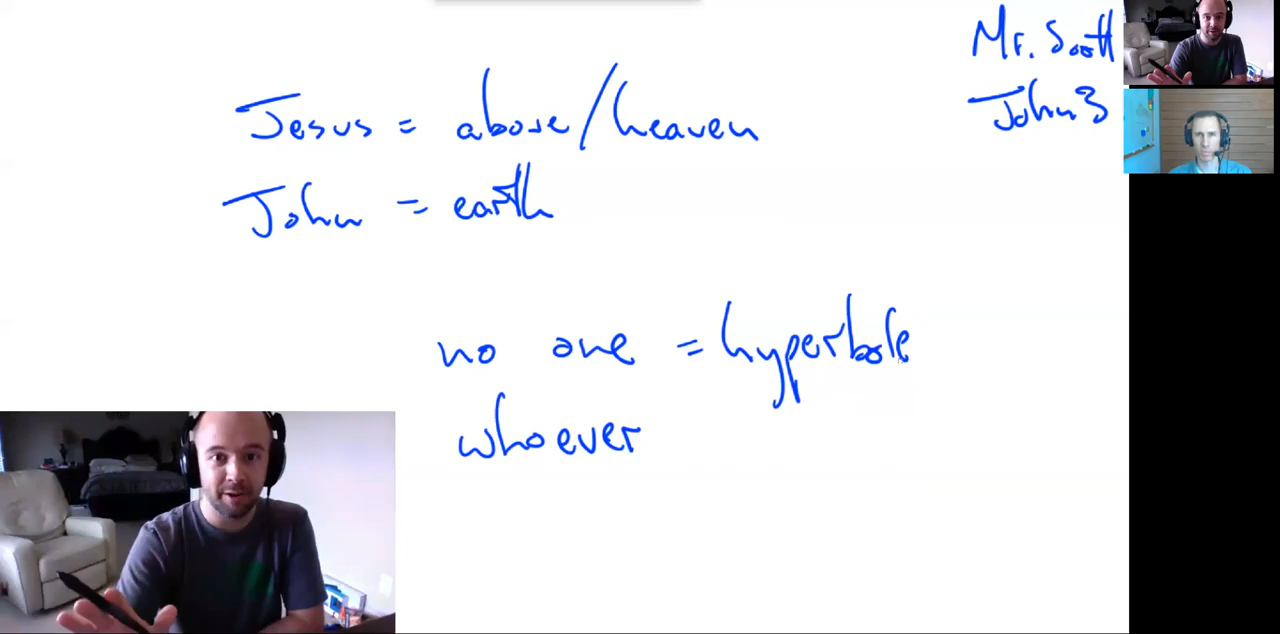 Mr. Scott
John 3
Jesus = above/heaven
John = earth
no one = hyperbole
whoever